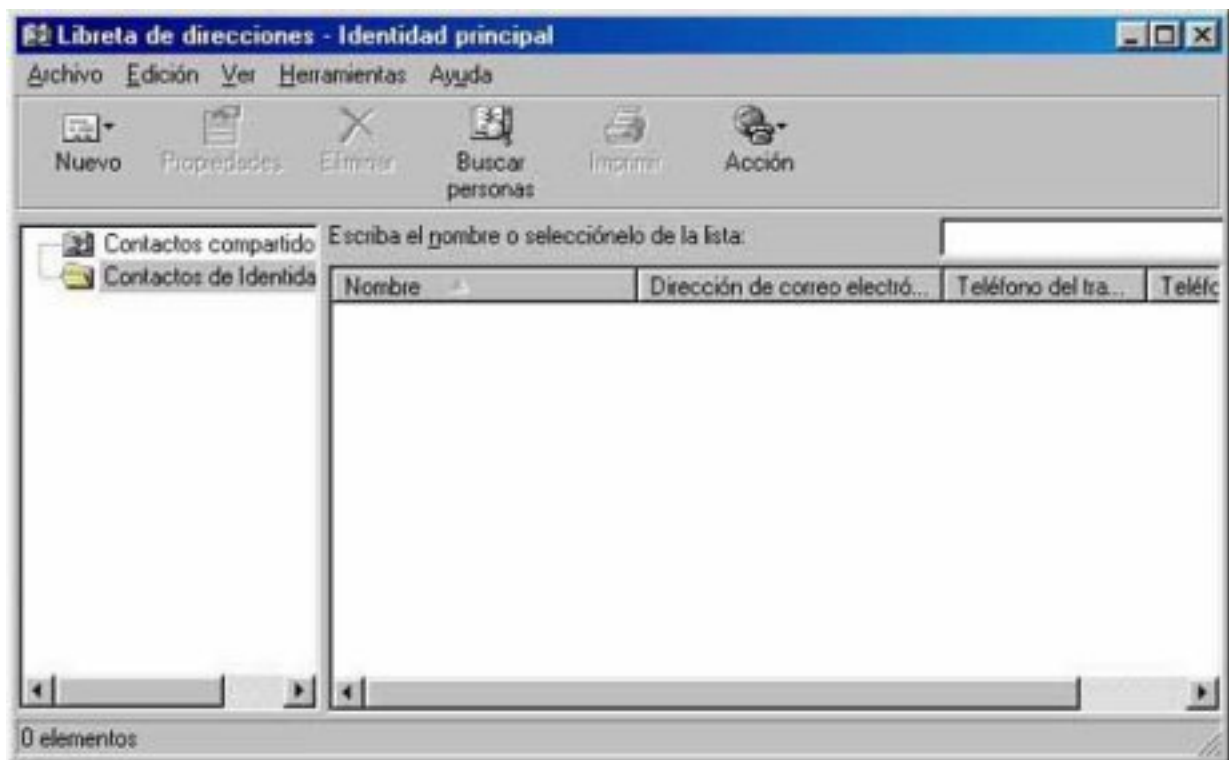 Libreta de direcciones - Identidad principal
Archivo Edición Ver Herramientas Ayuda
Nuevo Propiedades Eliminar Buscar personas Imprimir Acción
Contactos compartido
Contactos de Identida
Escriba el nombre o selecciónelo de la lista:
Nombre Dirección de correo electró... Teléfono del tra... Teléfc
0 elementos